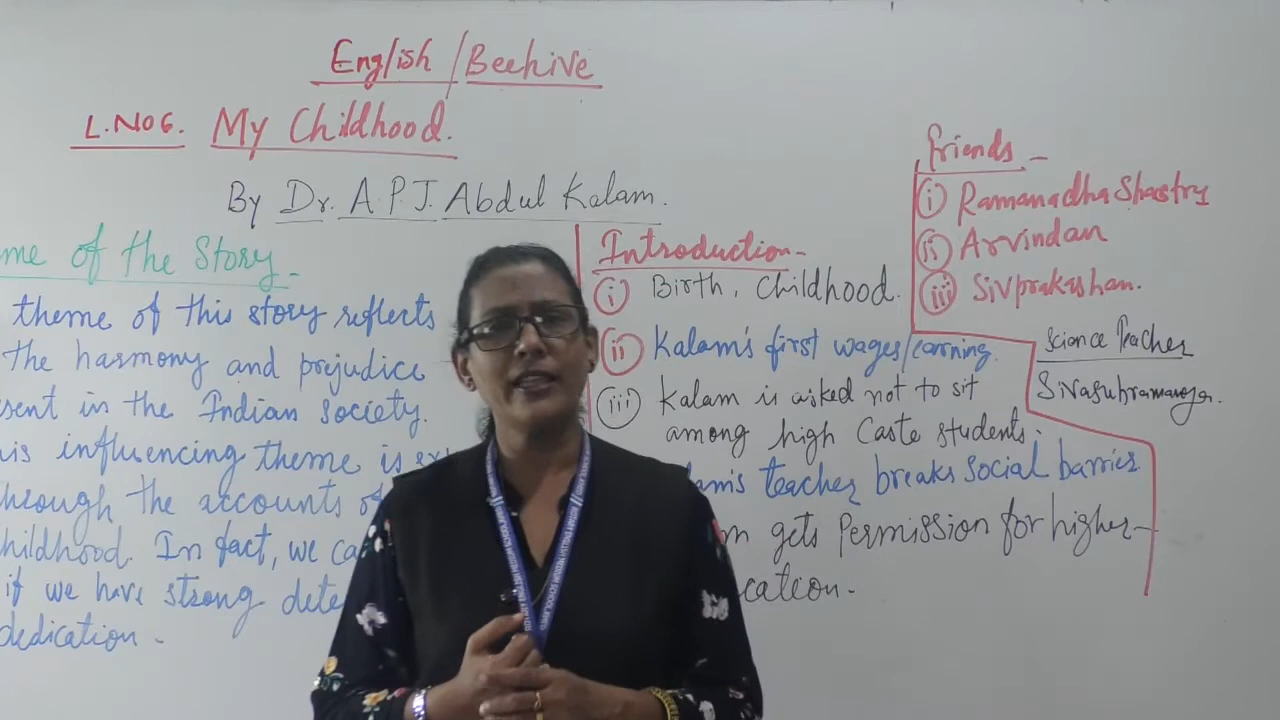 English / Beehive
L.No6. My Childhood.
By Dr. A.P.J. Abdul Kalam.
me of the Story -
theme of this story reflects
the harmony and prejudice
sent in the Indian Society.
is influencing theme is
hrough the accounts of
hildhood. In fact, we ca
if we have strong dete
dedication.
Introduction -
(i) Birth, Childhood.
(ii) Kalam's first wages/earning.
(iii) Kalam is asked not to sit
among high Caste students.
lam's teacher breaks social barrier
m gets Permission for higher-
cation.
friends -
(i) Ramanadha Shastry
(ii) Arvindan
(iii) Sivprakashan.
Science Teacher